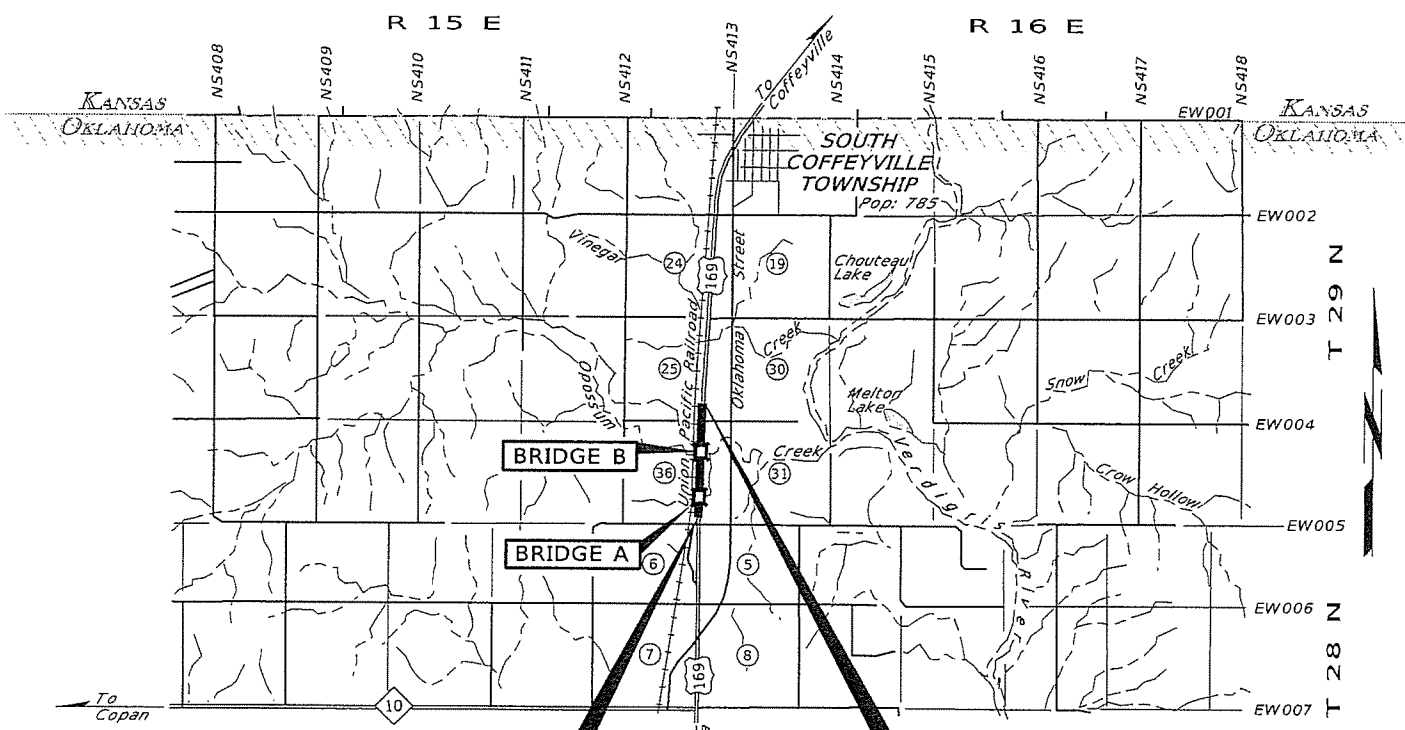 R 15 E
R 16 E
NS408
NS409
NS410
NS411
NS412
NS413
NS414
NS415
NS416
NS417
NS418
To
Coffeyville
KANSAS
OKLAHOMA
EW001
KANSAS
OKLAHOMA
SOUTH
COFFEYVILLE
TOWNSHIP
Pop: 785
EW002
Vinegar
24
169
Street
19
Chouteau
Lake
T 29 N
EW003
Union Pacific Railroad
Oklahoma
Creek
25
30
Opossum
Melton
Lake
Snow
Creek
EW004
BRIDGE B
36
Creek
31
Verdigris
River
Crow Hollow
EW005
BRIDGE A
6
5
EW006
T 28 N
7
8
169
To
Copan
10
EW007